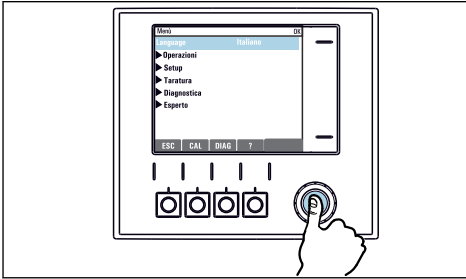 Menù OK
Language Italiano
Operazioni
Setup
Taratura
Diagnostica
Esperto
ESC CAL DIAG ?